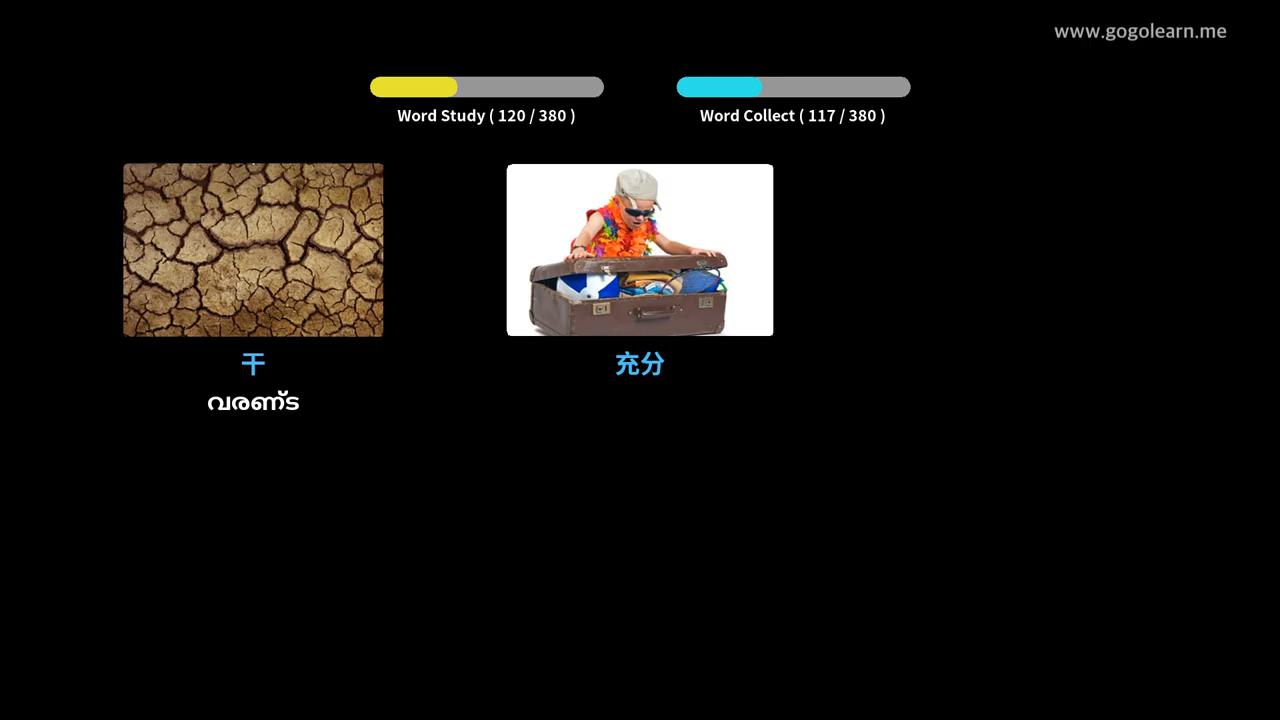 www.gogolearn.me
Word Study ( 120 / 380 )
Word Collect ( 117 / 380 )
干
充分
വരണ്ട